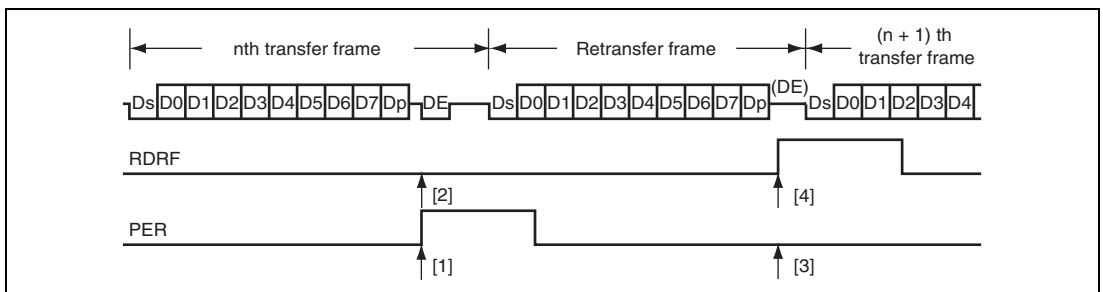 nth transfer frame Retransfer frame (n + 1) th
transfer frame
Ds D0 D1 D2 D3 D4 D5 D6 D7 Dp DE Ds D0 D1 D2 D3 D4 D5 D6 D7 Dp (DE) Ds D0 D1 D2 D3 D4
RDRF
[2] [4]
PER
[1] [3]